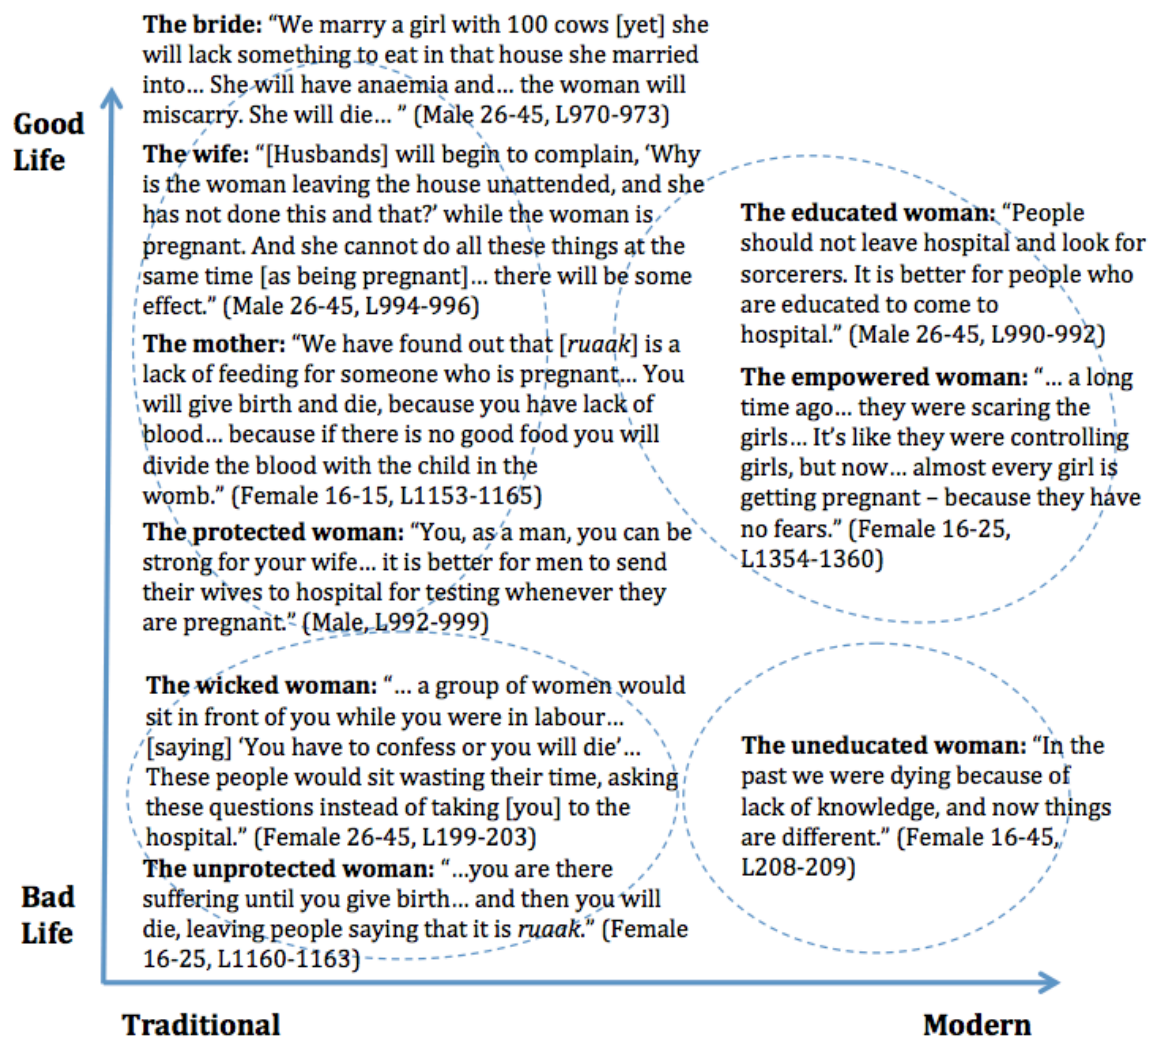 The bride: “We marry a girl with 100 cows [yet] she
will lack something to eat in that house she married
into... She will have anaemia and... the woman will
miscarry. She will die... ” (Male 26-45, L970-973)
Good
Life
The wife: “[Husbands] will begin to complain, ‘Why
is the woman leaving the house unattended, and she
has not done this and that?’ while the woman is
pregnant. And she cannot do all these things at the
same time [as being pregnant]... there will be some
effect.” (Male 26-45, L994-996)
The mother: “We have found out that [ruaak] is a
lack of feeding for someone who is pregnant... You
will give birth and die, because you have lack of
blood... because if there is no good food you will
divide the blood with the child in the
womb.” (Female 16-15, L1153-1165)
The protected woman: “You, as a man, you can be
strong for your wife... it is better for men to send
their wives to hospital for testing whenever they
are pregnant.” (Male, L992-999)
The educated woman: “People
should not leave hospital and look for
sorcerers. It is better for people who
are educated to come to
hospital.” (Male 26-45, L990-992)
The empowered woman: “... a long
time ago... they were scaring the
girls... It’s like they were controlling
girls, but now... almost every girl is
getting pregnant – because they have
no fears.” (Female 16-25,
L1354-1360)
The wicked woman: “... a group of women would
sit in front of you while you were in labour...
[saying] ‘You have to confess or you will die’...
These people would sit wasting their time, asking
these questions instead of taking [you] to the
hospital.” (Female 26-45, L199-203)
The unprotected woman: “...you are there
suffering until you give birth... and then you will
die, leaving people saying that it is ruaak.” (Female
16-25, L1160-1163)
The uneducated woman: “In the
past we were dying because of
lack of knowledge, and now things
are different.” (Female 16-45,
L208-209)
Bad
Life
Traditional
Modern